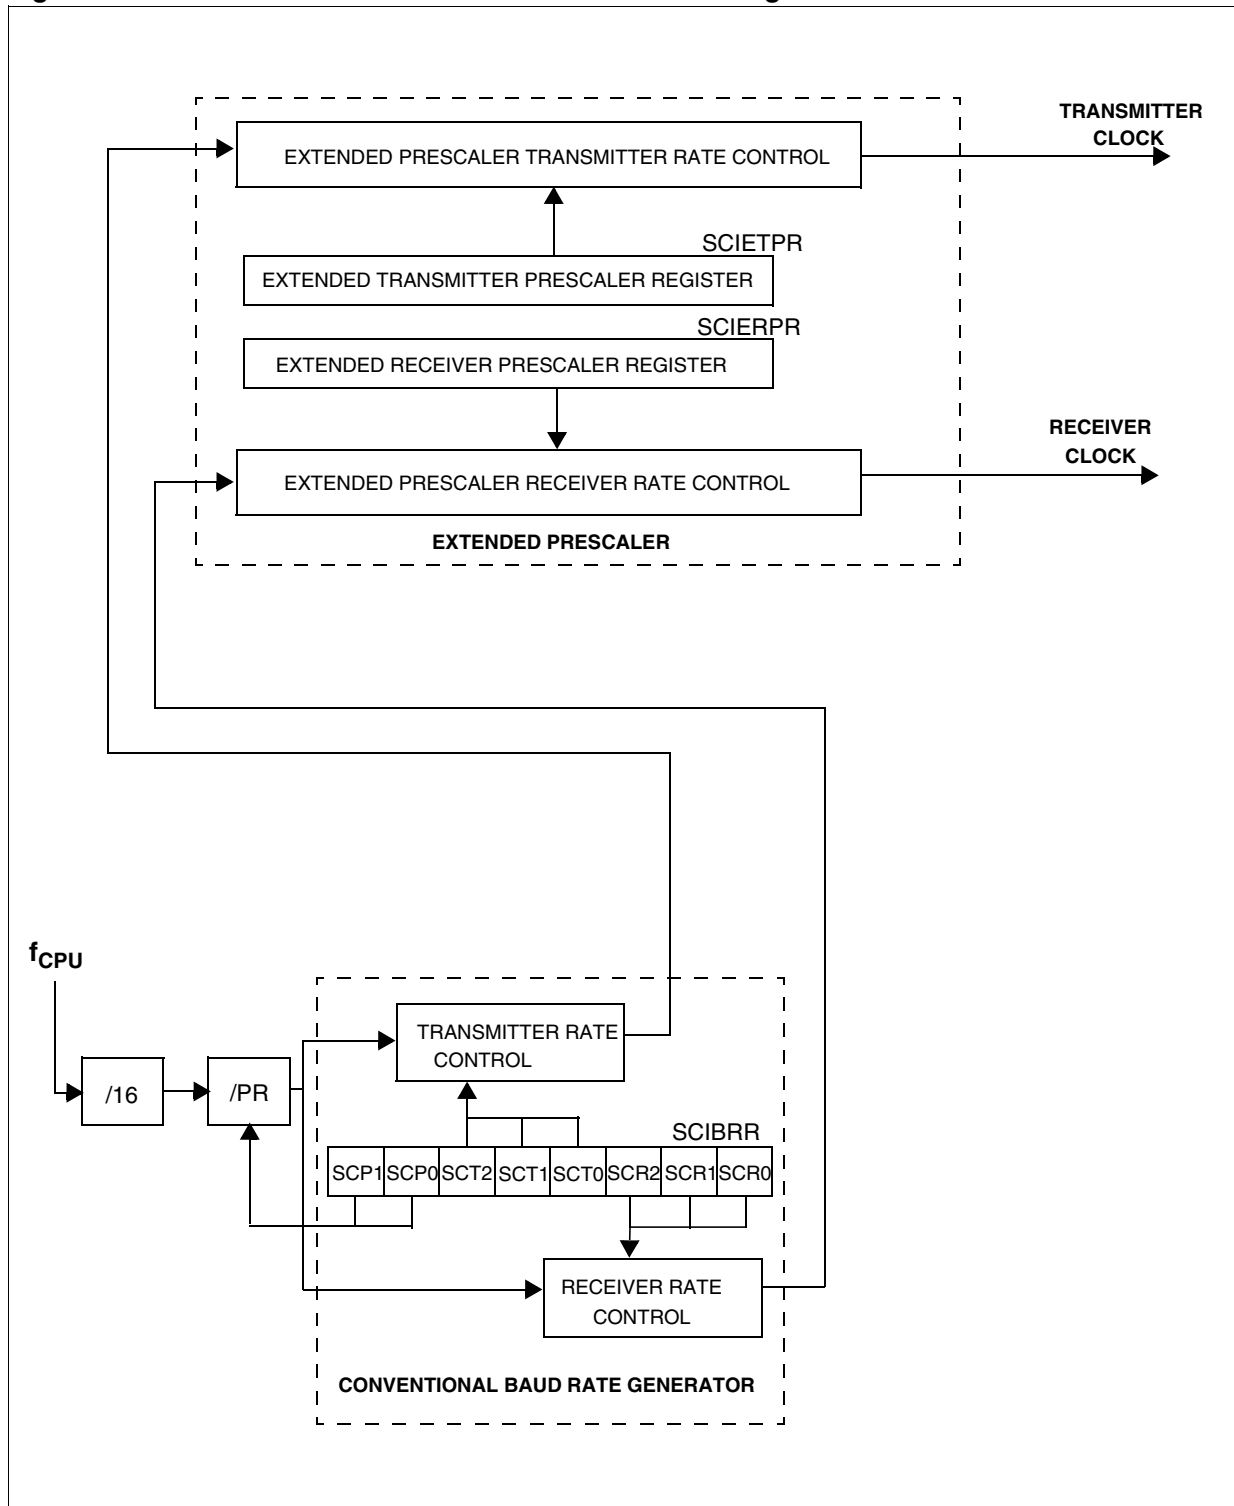 TRANSMITTER
CLOCK
EXTENDED PRESCALER TRANSMITTER RATE CONTROL
SCIETPR
EXTENDED TRANSMITTER PRESCALER REGISTER
SCIERPR
EXTENDED RECEIVER PRESCALER REGISTER
RECEIVER
CLOCK
EXTENDED PRESCALER RECEIVER RATE CONTROL
EXTENDED PRESCALER
fCPU
TRANSMITTER RATE
CONTROL
/16
/PR
SCIBRR
SCP1 SCP0 SCT2 SCT1 SCT0 SCR2 SCR1 SCR0
RECEIVER RATE
CONTROL
CONVENTIONAL BAUD RATE GENERATOR